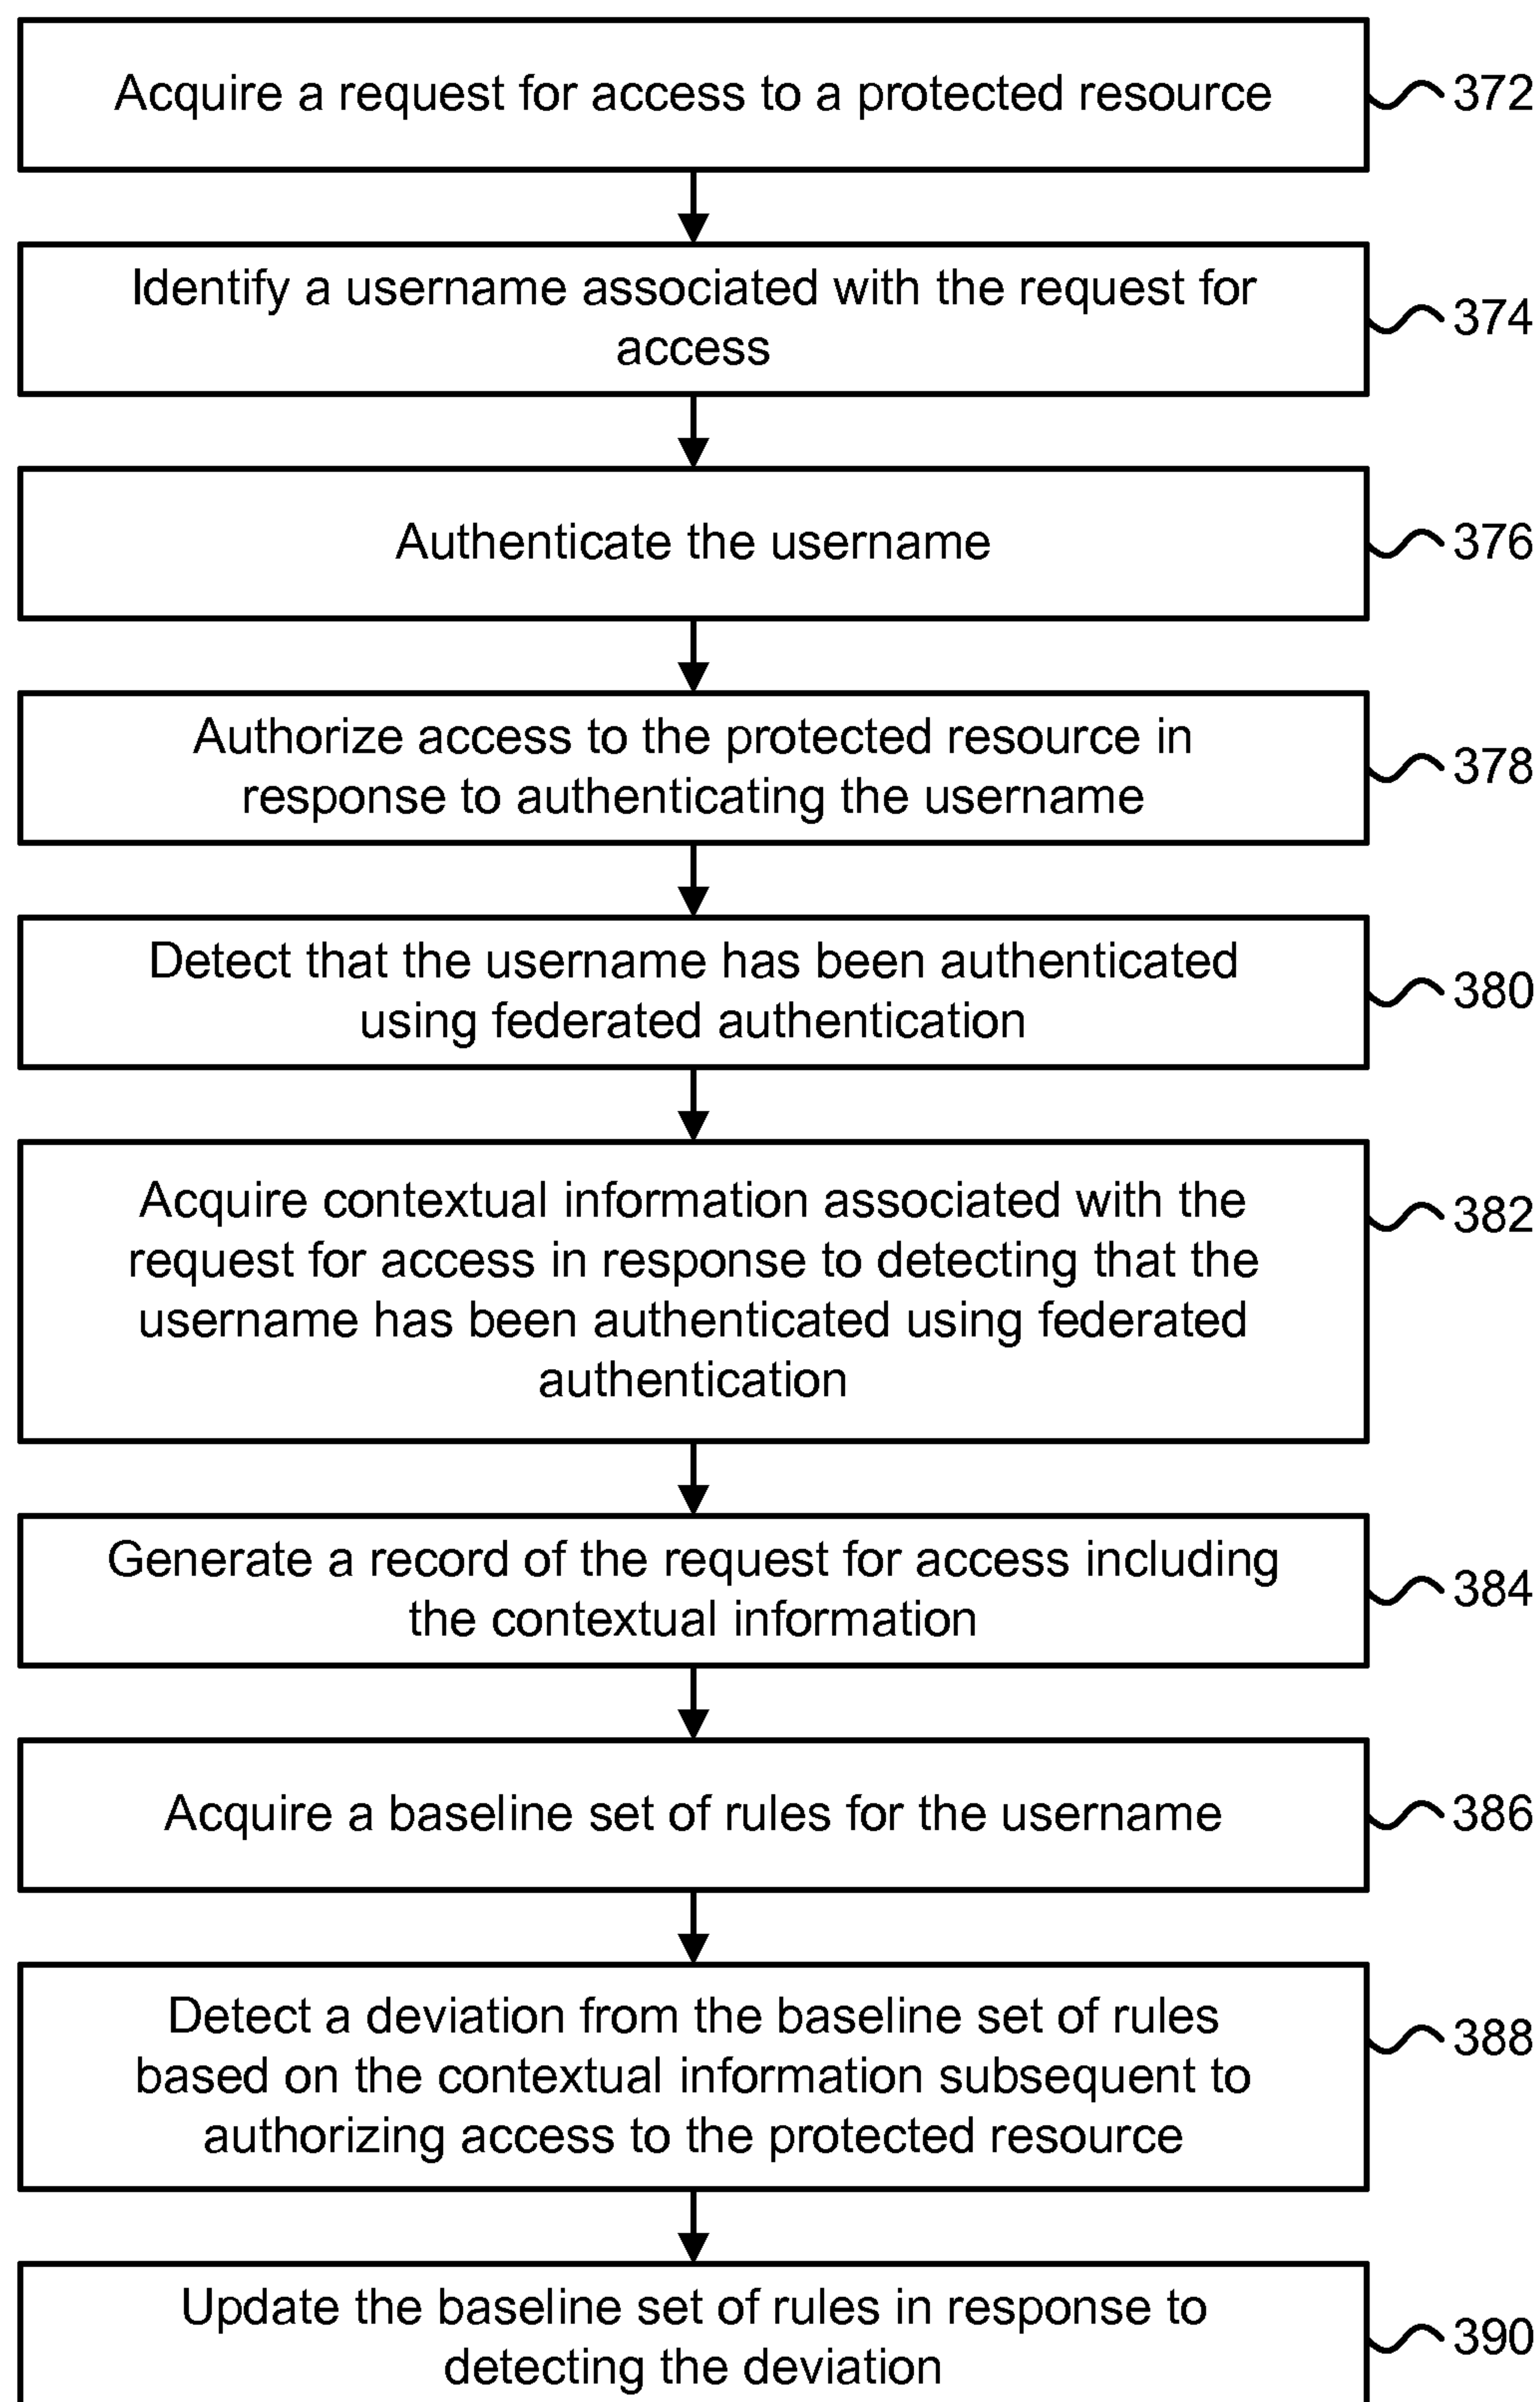 Acquire a request for access to a protected resource
372
Identify a username associated with the request for
access
374
Authenticate the username
376
Authorize access to the protected resource in
response to authenticating the username
378
Detect that the username has been authenticated
using federated authentication
380
Acquire contextual information associated with the
request for access in response to detecting that the
username has been authenticated using federated
authentication
382
Generate a record of the request for access including
the contextual information
384
Acquire a baseline set of rules for the username
386
Detect a deviation from the baseline set of rules
based on the contextual information subsequent to
authorizing access to the protected resource
388
Update the baseline set of rules in response to
detecting the deviation
390